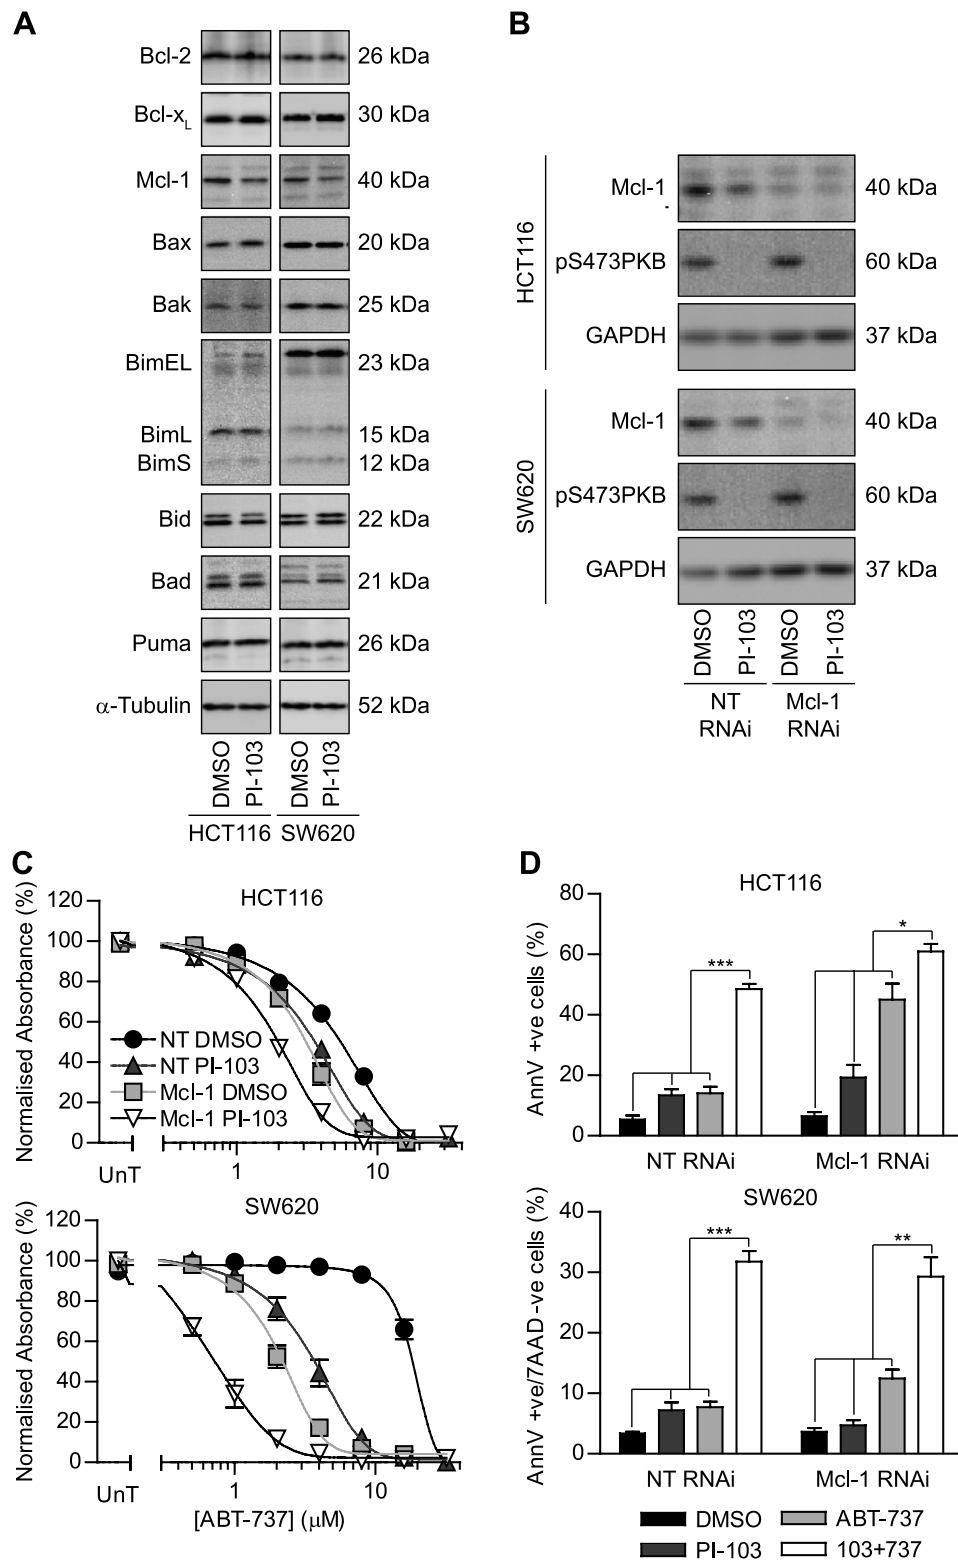 A
Bcl-2 26 kDa
Bcl-xL 30 kDa
Mcl-1 40 kDa
Bax 20 kDa
Bak 25 kDa
BimEL 23 kDa
BimL 15 kDa
BimS 12 kDa
Bid 22 kDa
Bad 21 kDa
Puma 26 kDa
α-Tubulin 52 kDa
DMSO PI-103 DMSO PI-103
HCT116 SW620
B
HCT116
Mcl-1 40 kDa
pS473PKB 60 kDa
GAPDH 37 kDa
SW620
Mcl-1 40 kDa
pS473PKB 60 kDa
GAPDH 37 kDa
DMSO PI-103 DMSO PI-103
NT Mcl-1
RNAi RNAi
C
HCT116
Normalised Absorbance (%)
120
100
80
60
40
20
0
NT DMSO
NT PI-103
Mcl-1 DMSO
Mcl-1 PI-103
UnT 1 10
SW620
Normalised Absorbance (%)
120
100
80
60
40
20
0
UnT 1 10
[ABT-737] (μM)
D
HCT116
AnnV +ve cells (%)
80
60
40
20
0
*** *
NT RNAi Mcl-1 RNAi
SW620
AnnV +ve/7AAD -ve cells (%)
40
30
20
10
0
*** **
NT RNAi Mcl-1 RNAi
DMSO ABT-737
PI-103 103+737